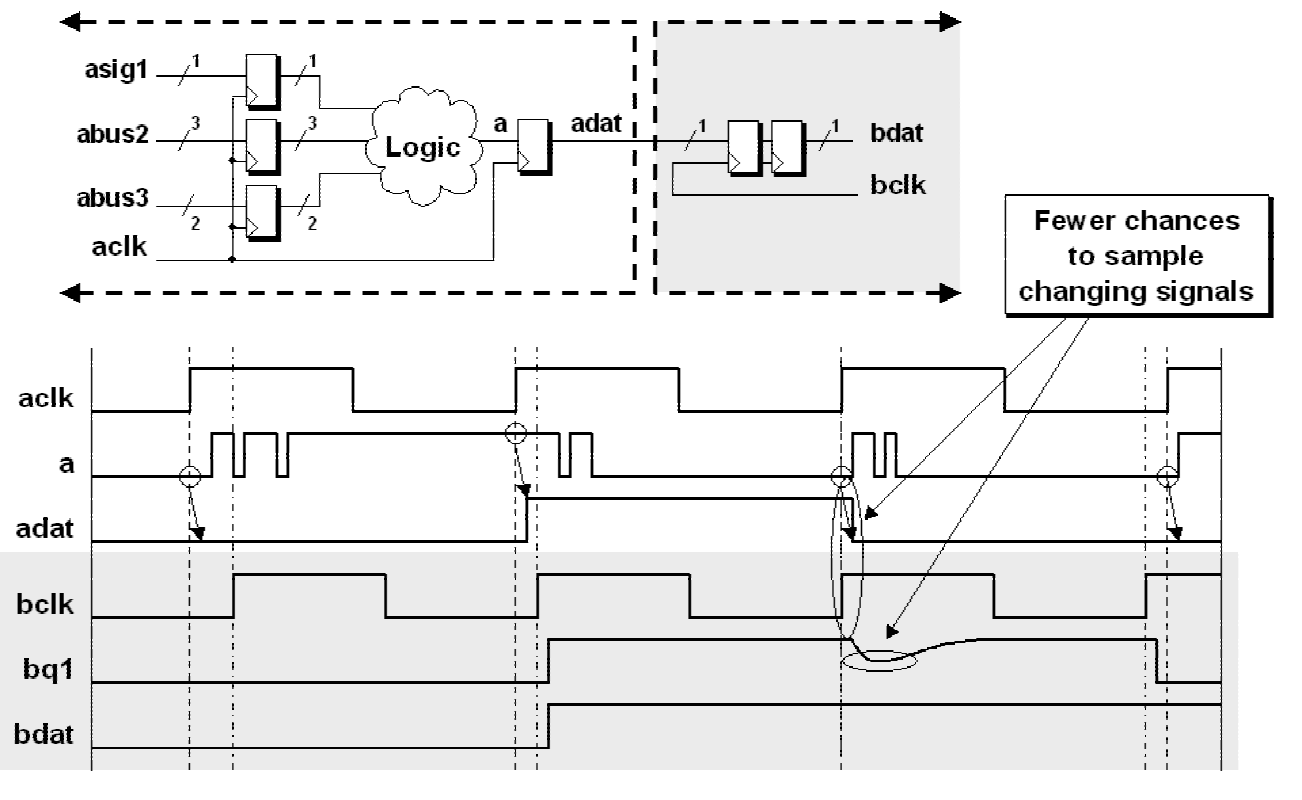 asig1
1
1
abus2
3
3
Logic
a
adat
1
1
bdat
abus3
2
2
bclk
aclk
Fewer chances
to sample
changing signals
aclk
a
adat
bclk
bq1
bdat